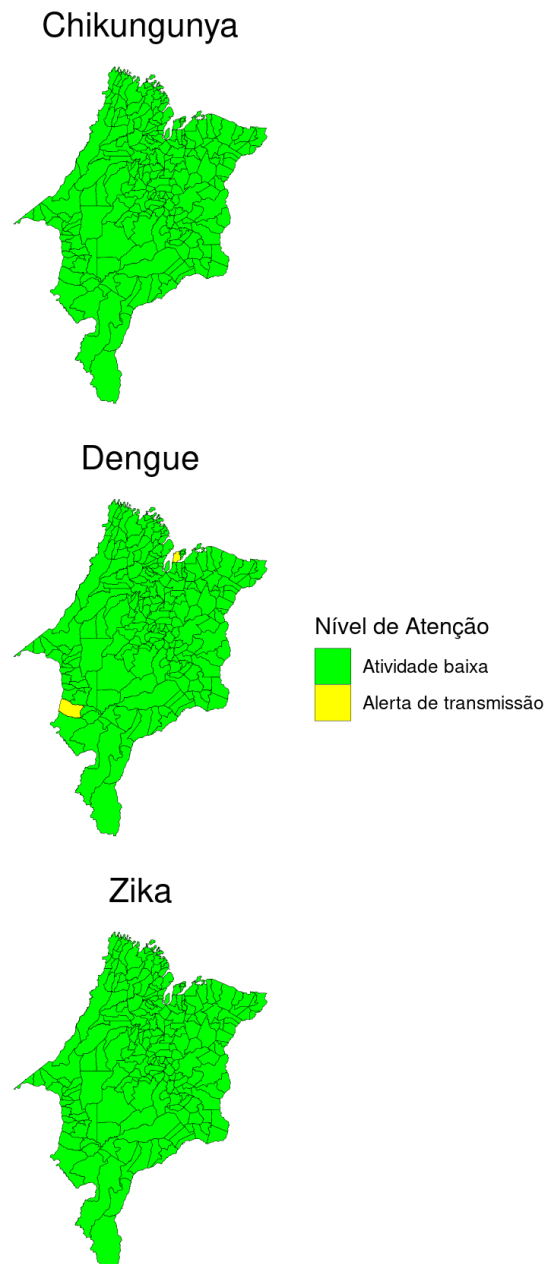 Chikungunya
Dengue
Nível de Atenção
Atividade baixa
Alerta de transmissão
Zika